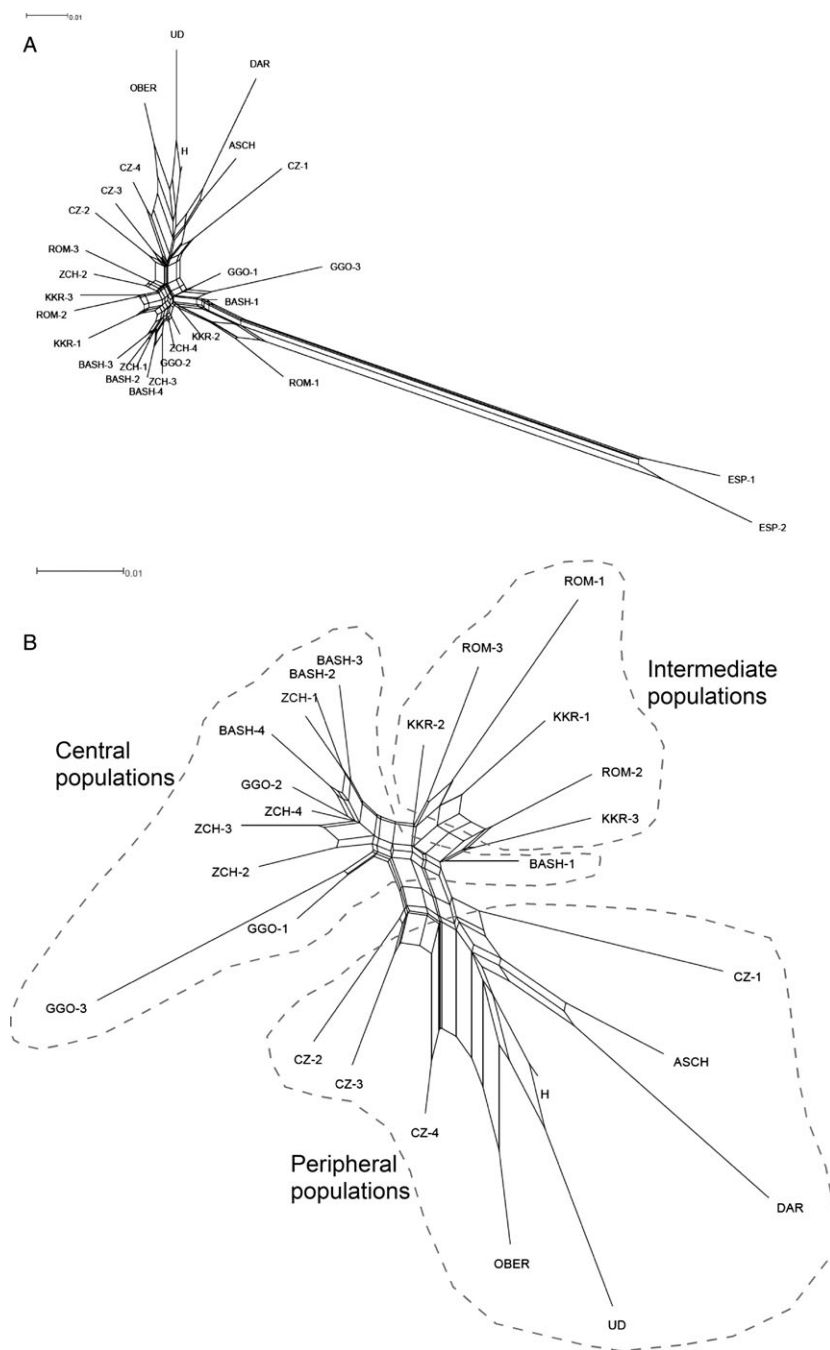 0.01
A
UD
DAR
OBER
ASCH
H
CZ-4
CZ-1
CZ-3
CZ-2
ROM-3
GGO-3
GGO-1
ZCH-2
KKR-3
BASH-1
ROM-2
KKR-2
KKR-1
ZCH-4
BASH-3
ZCH-1
GGO-2
BASH-2
ZCH-3
ROM-1
BASH-4
ESP-1
ESP-2
0.01
B
ROM-1
ROM-3
BASH-3
BASH-2
Intermediate
populations
ZCH-1
KKR-1
KKR-2
BASH-4
Central
populations
ROM-2
GGO-2
ZCH-4
KKR-3
ZCH-3
BASH-1
ZCH-2
GGO-1
CZ-1
GGO-3
CZ-2
ASCH
CZ-3
H
CZ-4
Peripheral
populations
DAR
OBER
UD